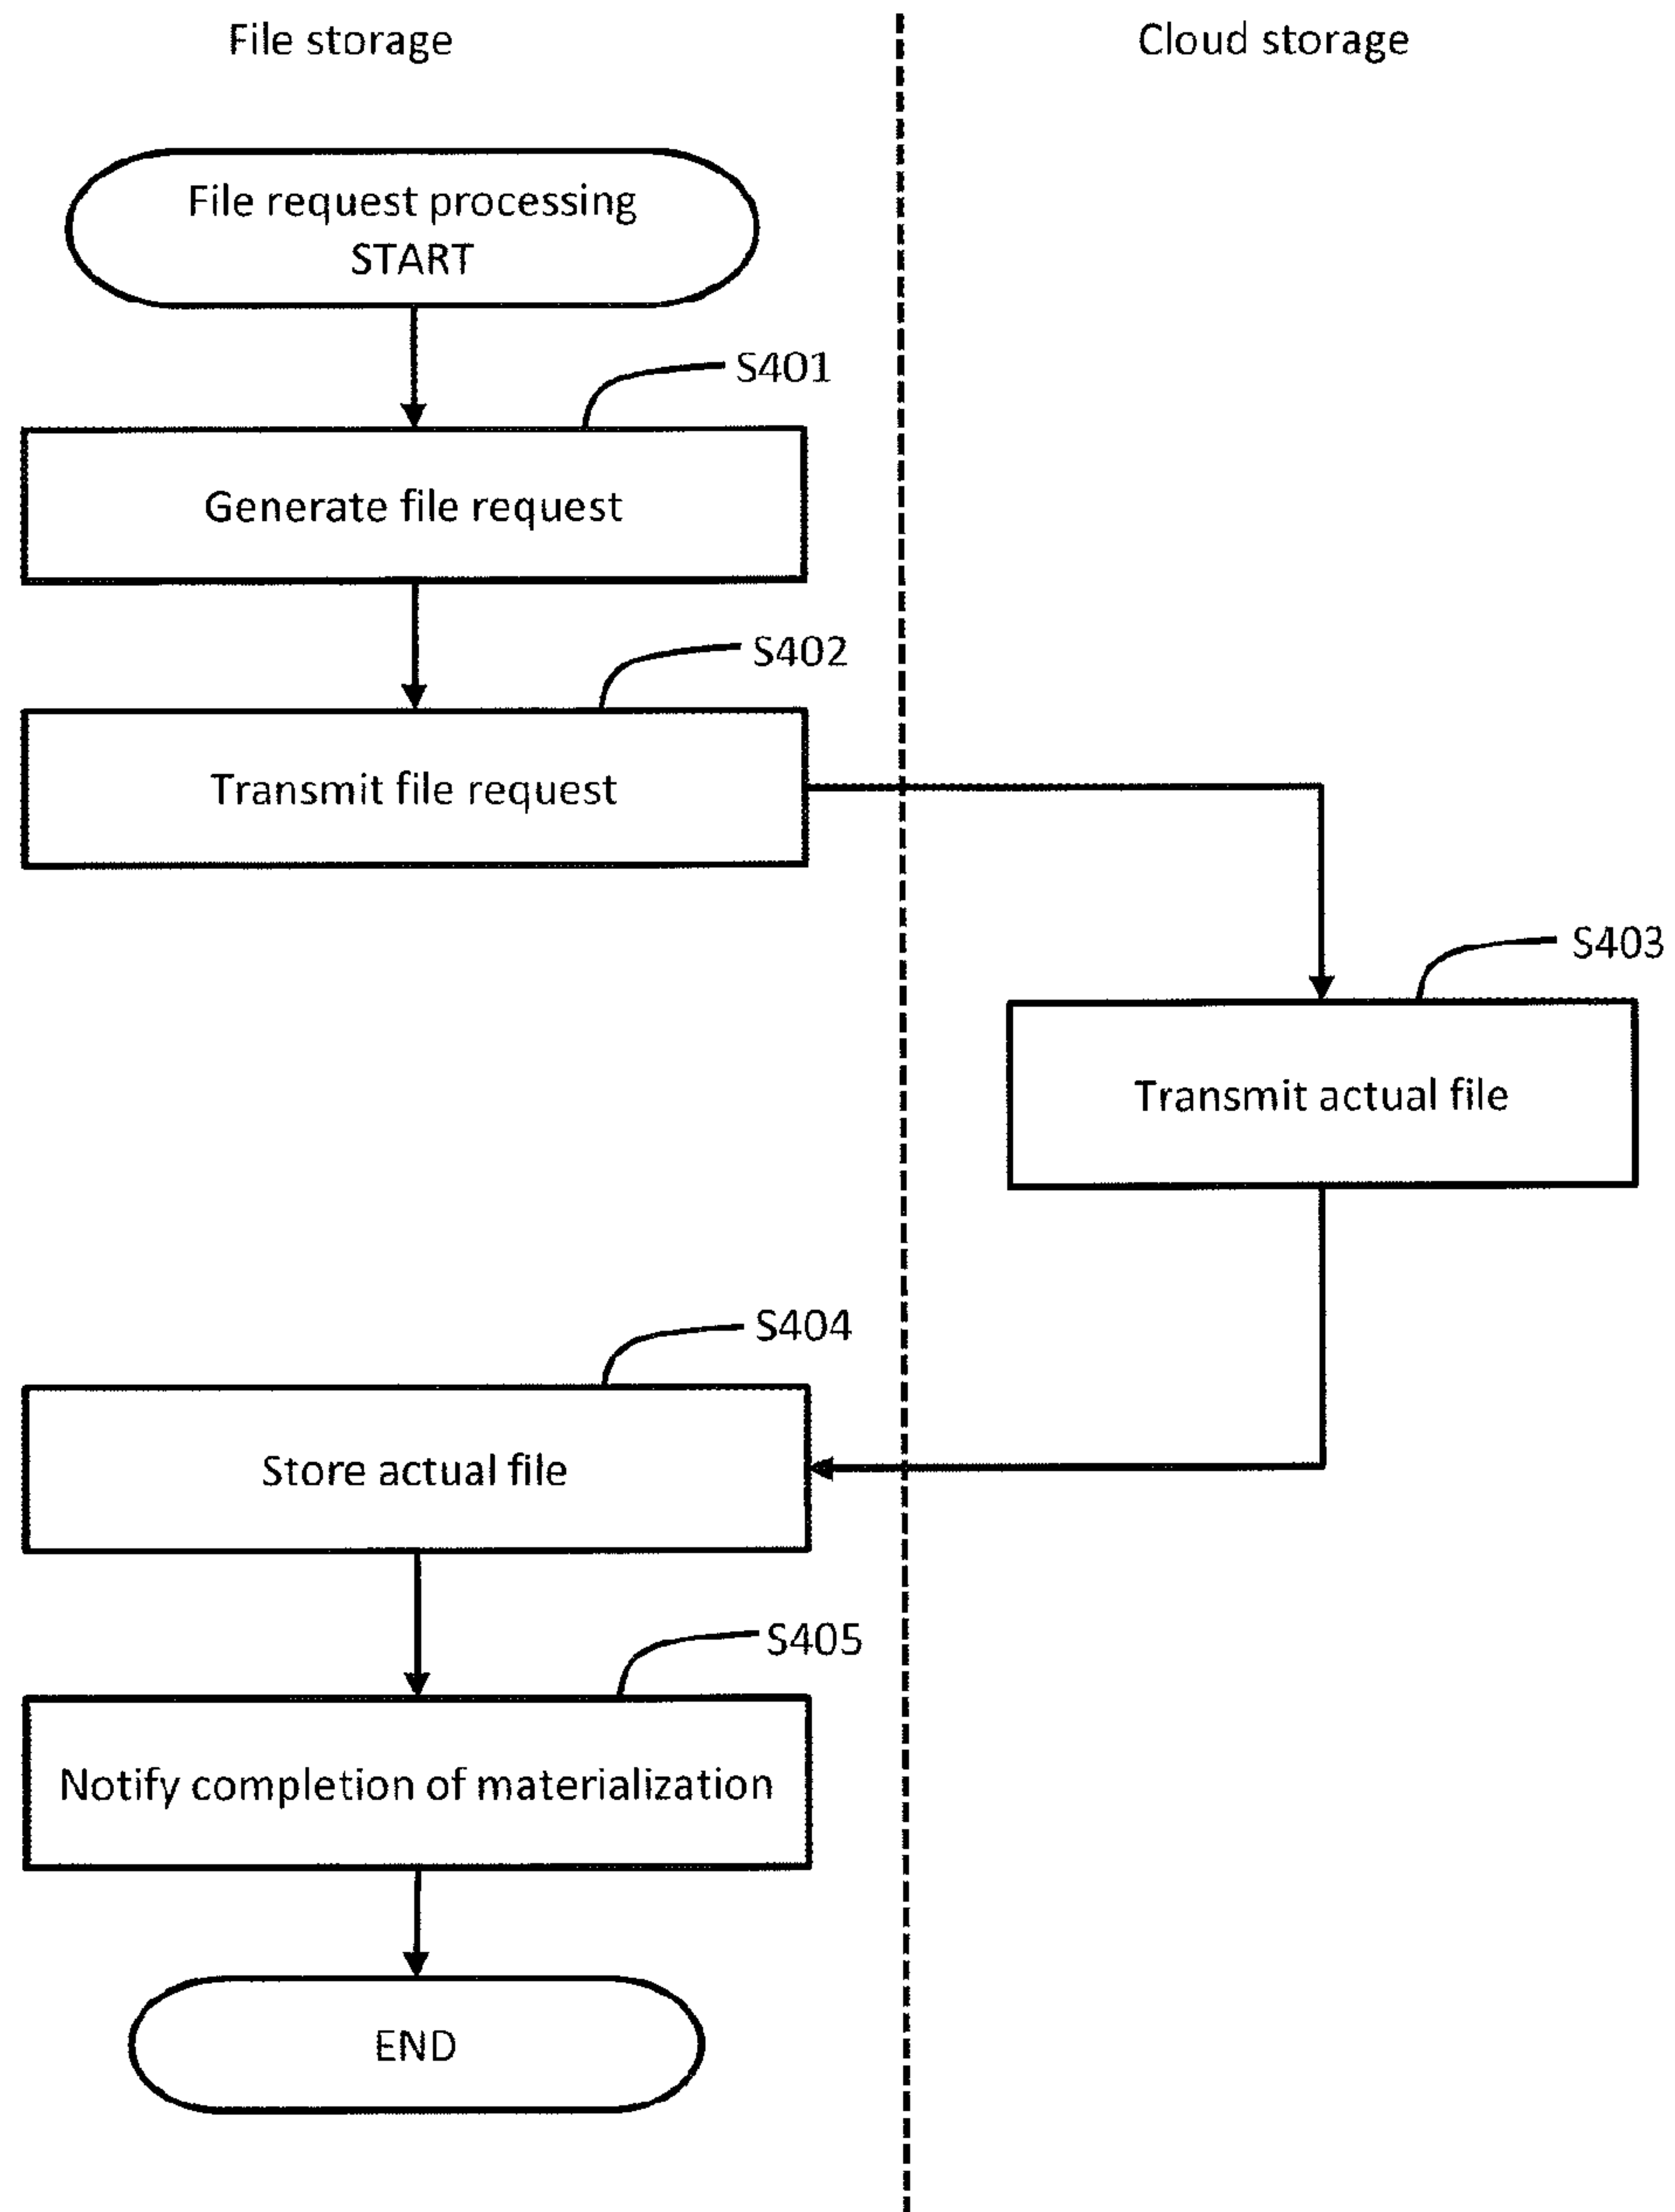 File storage
Cloud storage
File request processing
START
S401
Generate file request
S402
Transmit file request
S403
Transmit actual file
S404
Store actual file
S405
Notify completion of materialization
END